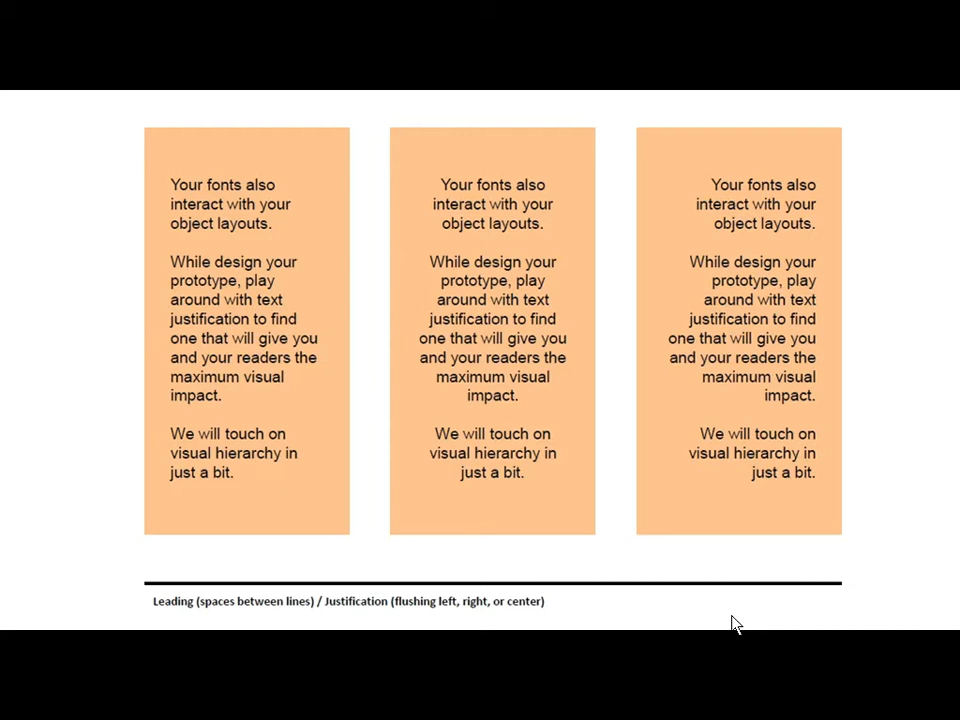 Your fonts also
interact with your
object layouts.
While design your
prototype, play
around with text
justification to find
one that will give you
and your readers the
maximum visual
impact.
We will touch on
visual hierarchy in
just a bit.
Your fonts also
interact with your
object layouts.
While design your
prototype, play
around with text
justification to find
one that will give you
and your readers the
maximum visual
impact.
We will touch on
visual hierarchy in
just a bit.
Your fonts also
interact with your
object layouts.
While design your
prototype, play
around with text
justification to find
one that will give you
and your readers the
maximum visual
impact.
We will touch on
visual hierarchy in
just a bit.
Leading (spaces between lines) / Justification (flushing left, right, or center)